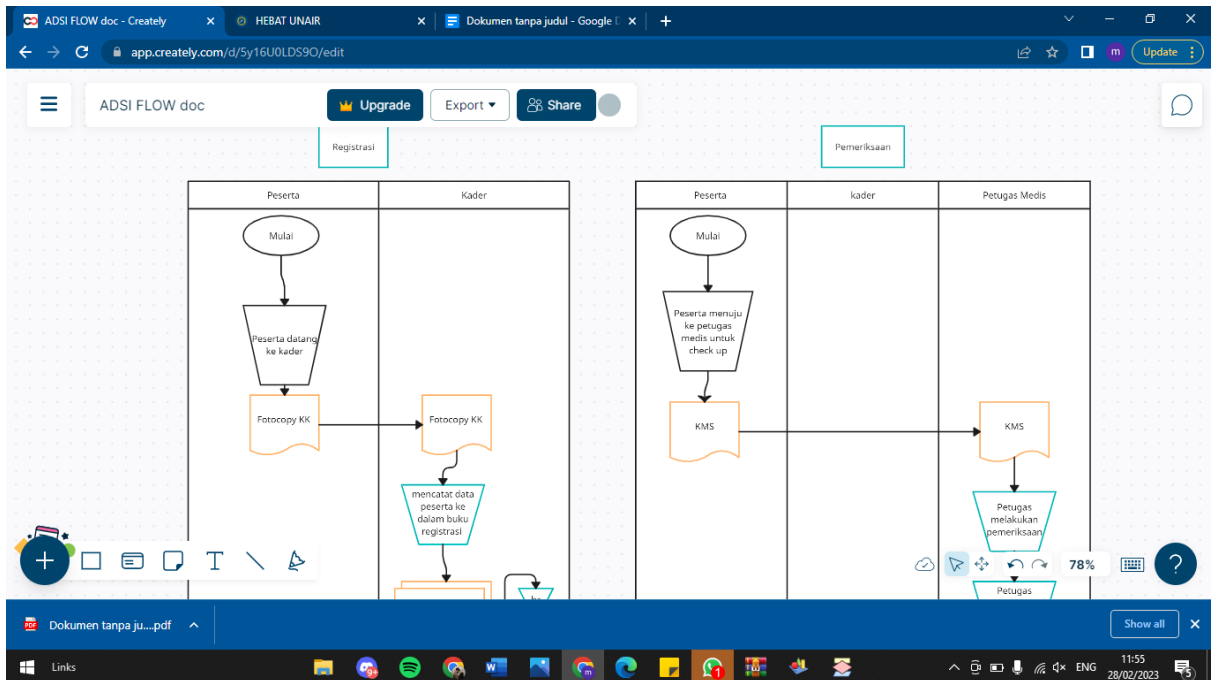 ADSI FLOW doc - Creately
HEBAT UNAIR
Dokumen tanpa judul - Google D
app.creately.com/d/5y16U0LDS9O/edit
m
Update
ADSI FLOW doc
Upgrade
Export
Share
Registrasi
Peserta
Kader
Mulai
Peserta datang
ke kader
Fotocopy KK
Fotocopy KK
mencatat data
peserta ke
dalam buku
registrasi
Pemeriksaan
Peserta
kader
Petugas Medis
Mulai
Peserta menuju
ke petugas
medis untuk
check up
KMS
KMS
Petugas
melakukan
pemeriksaan
Petugas
T
78%
?
PDF
Dokumen tanpa ju....pdf
Show all
Links
ENG
11:55
28/02/2023